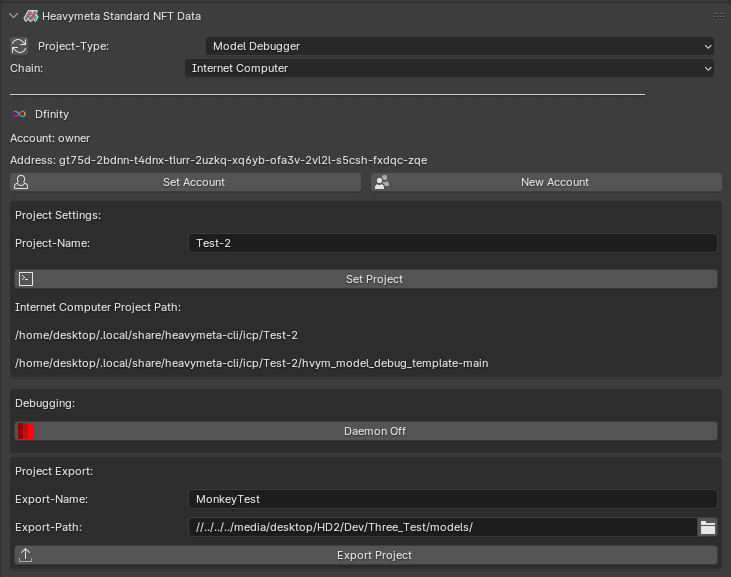 Heavymeta Standard NFT Data
Project-Type: Model Debugger
Chain: Internet Computer
Dfinity
Account: owner
Address: gt75d-2bdnn-t4dnx-tlurr-2uzkq-xq6yb-ofa3v-2vl2l-s5csh-fxdqc-zqe
Set Account New Account
Project Settings:
Project-Name: Test-2
Set Project
Internet Computer Project Path:
/home/desktop/.local/share/heavymeta-cli/icp/Test-2
/home/desktop/.local/share/heavymeta-cli/icp/Test-2/hvym_model_debug_template-main
Debugging:
Daemon Off
Project Export:
Export-Name: MonkeyTest
Export-Path: //../../../media/desktop/HD2/Dev/Three_Test/models/
Export Project